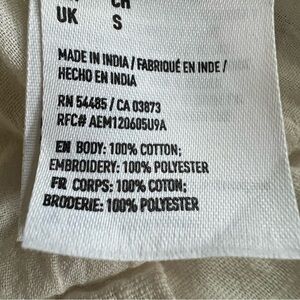 CH
UK S
MADE IN INDIA / FABRIQUÉ EN INDE /
HECHO EN INDIA
RN 54485 / CA 03873
RFC# AEM120605U9A
EN BODY: 100% COTTON;
EMBROIDERY: 100% POLYESTER
FR CORPS: 100% COTON;
BRODERIE: 100% POLYESTER